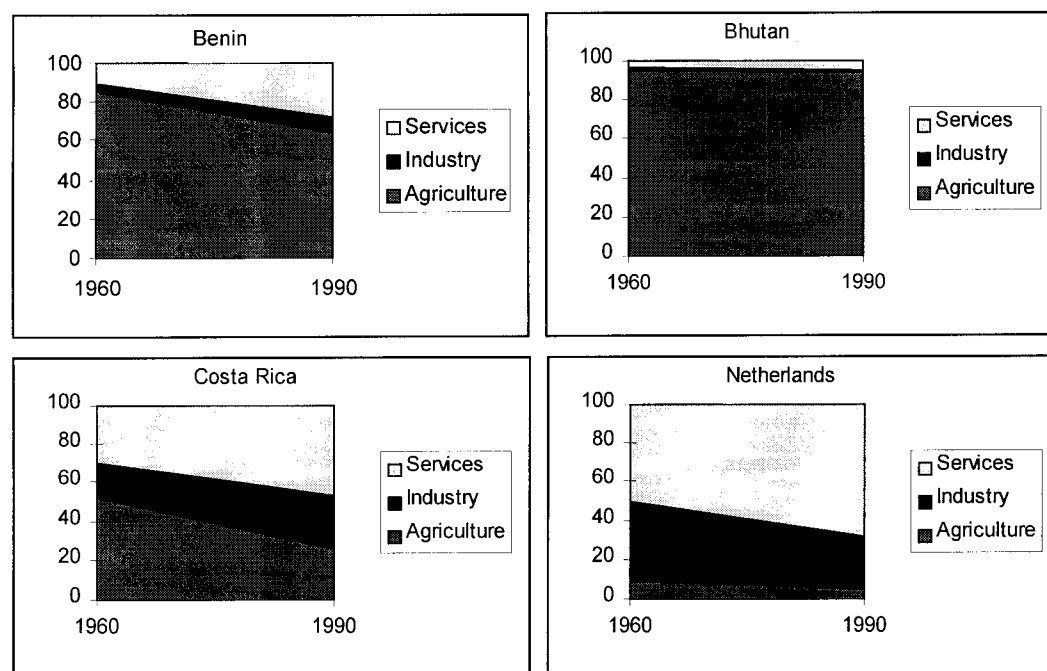 Benin
100
80
60
40
20
0
1960
1990
Services
Industry
Agriculture
Bhutan
100
80
60
40
20
0
1960
1990
Services
Industry
Agriculture
Costa Rica
100
80
60
40
20
0
1960
1990
Services
Industry
Agriculture
Netherlands
100
80
60
40
20
0
1960
1990
Services
Industry
Agriculture